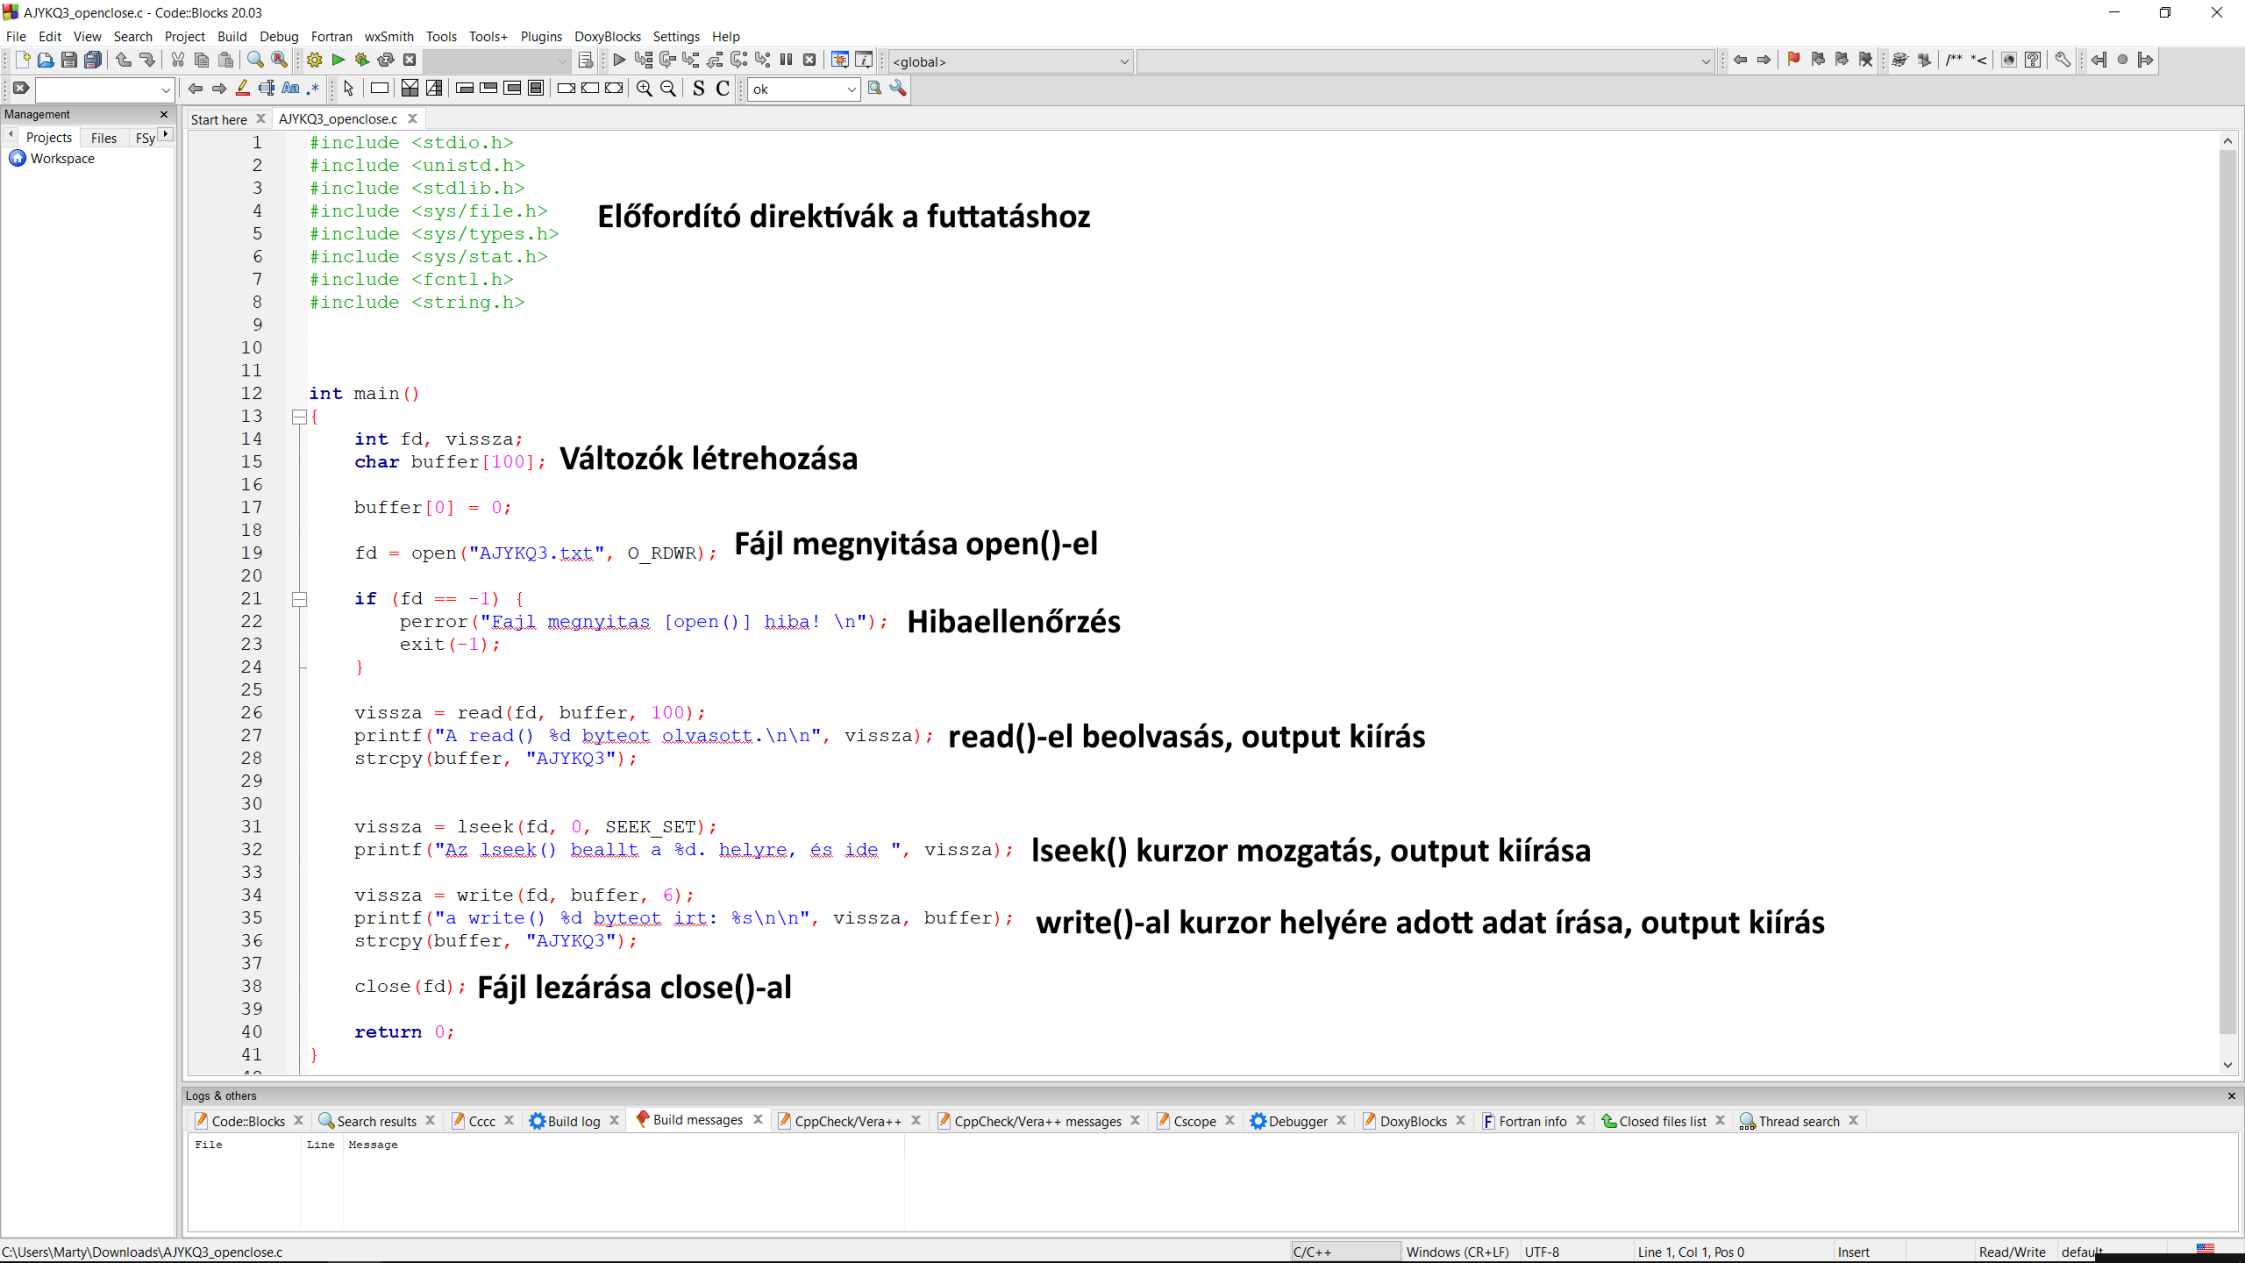 AJYKQ3_openclose.c - Code::Blocks 20.03
File Edit View Search Project Build Debug Fortran wxSmith Tools Tools+ Plugins DoxyBlocks Settings Help
<global>
/** *<
Aa .* S C ok
Management
Projects Files FSy
Workspace
Start here AJYKQ3_openclose.c
1 #include <stdio.h>
2 #include <unistd.h>
3 #include <stdlib.h>
4 #include <sys/file.h>
Előfordító direktívák a futtatáshoz
5 #include <sys/types.h>
6 #include <sys/stat.h>
7 #include <fcntl.h>
8 #include <string.h>
9
10
11
12 int main()
13 {
14 int fd, vissza;
15 char buffer[100]; Változók létrehozása
16
17 buffer[0] = 0;
18
19 fd = open("AJYKQ3.txt", O_RDWR); Fájl megnyitása open()-el
20
21 if (fd == -1) {
22 perror("Fajl megnyitas [open()] hiba! \n"); Hibaellenőrzés
23 exit(-1);
24 }
25
26 vissza = read(fd, buffer, 100);
27 printf("A read() %d byteot olvasott.\n\n", vissza); read()-el beolvasás, output kiírás
28 strcpy(buffer, "AJYKQ3");
29
30
31 vissza = lseek(fd, 0, SEEK_SET);
32 printf("Az lseek() beallt a %d. helyre, és ide ", vissza); lseek() kurzor mozgatás, output kiírása
33
34 vissza = write(fd, buffer, 6);
35 printf("a write() %d byteot irt: %s\n\n", vissza, buffer); write()-al kurzor helyére adott adat írása, output kiírás
36 strcpy(buffer, "AJYKQ3");
37
38 close(fd); Fájl lezárása close()-al
39
40 return 0;
41 }
Logs & others
Code::Blocks Search results Cccc Build log Build messages CppCheck/Vera++ CppCheck/Vera++ messages Cscope Debugger DoxyBlocks Fortran info Closed files list Thread search
File Line Message
C:\Users\Marty\Downloads\AJYKQ3_openclose.c C/C++ Windows (CR+LF) UTF-8 Line 1, Col 1, Pos 0 Insert Read/Write default